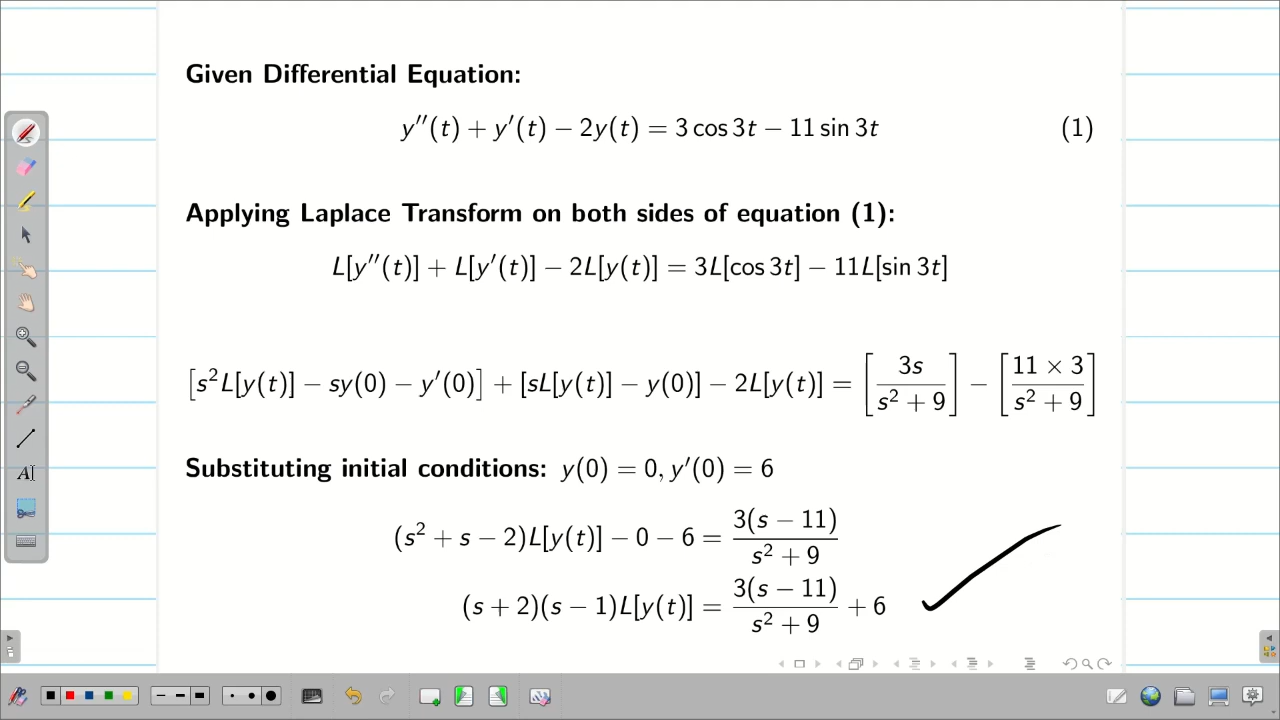 Given Differential Equation:
y′′(t) + y′(t) − 2y(t) = 3 cos 3t − 11 sin 3t (1)
Applying Laplace Transform on both sides of equation (1):
L[y′′(t)] + L[y′(t)] − 2L[y(t)] = 3L[cos 3t] − 11L[sin 3t]
[s²L[y(t)] − sy(0) − y′(0)] + [sL[y(t)] − y(0)] − 2L[y(t)] = [3s / (s² + 9)] − [11 × 3 / (s² + 9)]
Substituting initial conditions: y(0) = 0, y′(0) = 6
(s² + s − 2)L[y(t)] − 0 − 6 = 3(s − 11) / (s² + 9)
(s + 2)(s − 1)L[y(t)] = 3(s − 11) / (s² + 9) + 6